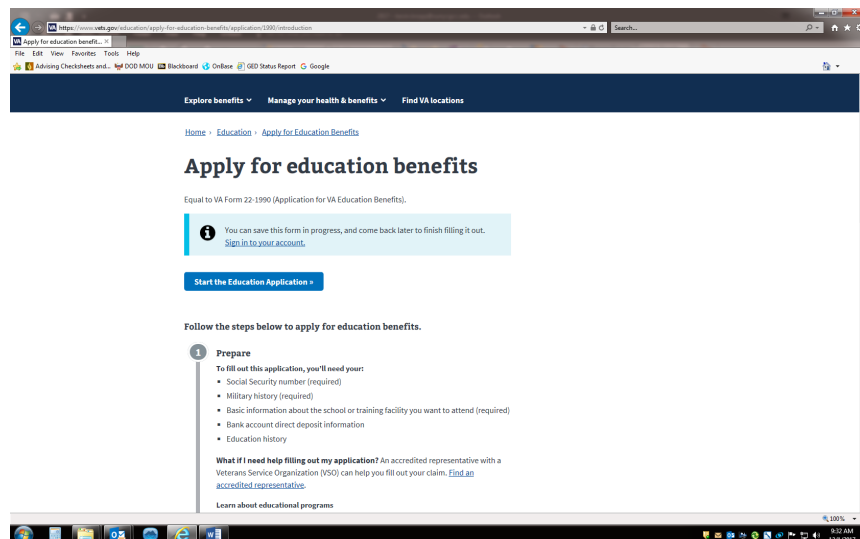 https://www.vets.gov/education/apply-for-education-benefits/application/1990/introduction
Search...
Apply for education benefit...
File Edit View Favorites Tools Help
Advising Checksheets and... DOD MOU Blackboard OnBase GED Status Report Google
Explore benefits Manage your health & benefits Find VA locations
Home › Education › Apply for Education Benefits
Apply for education benefits
Equal to VA Form 22-1990 (Application for VA Education Benefits).
You can save this form in progress, and come back later to finish filling it out.
Sign in to your account.
Start the Education Application »
Follow the steps below to apply for education benefits.
1 Prepare
To fill out this application, you'll need your:
▪ Social Security number (required)
▪ Military history (required)
▪ Basic information about the school or training facility you want to attend (required)
▪ Bank account direct deposit information
▪ Education history
What if I need help filling out my application? An accredited representative with a
Veterans Service Organization (VSO) can help you fill out your claim. Find an
accredited representative.
Learn about educational programs
100%
9:32 AM